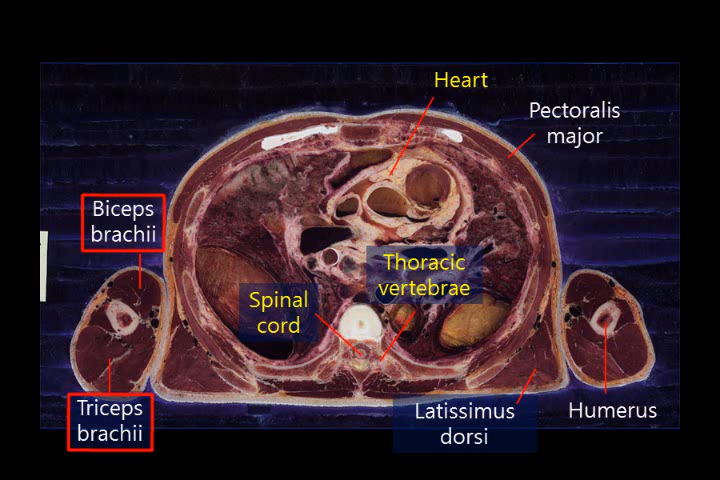 Heart
Pectoralis
major
Biceps
brachii
Thoracic
vertebrae
Spinal
cord
Triceps
brachii
Latissimus
dorsi
Humerus